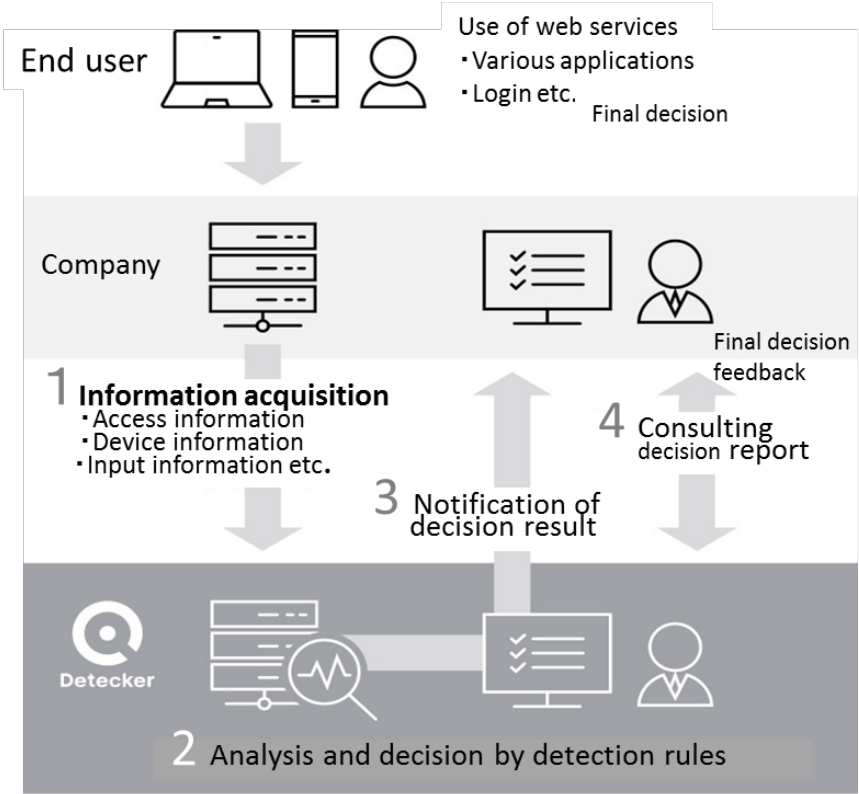 End user
Use of web services
・Various applications
・Login etc.
Final decision
Company
Final decision
feedback
1 Information acquisition
・Access information
・Device information
・Input information etc.
4 Consulting
decision report
3 Notification of
decision result
Detecker
2 Analysis and decision by detection rules